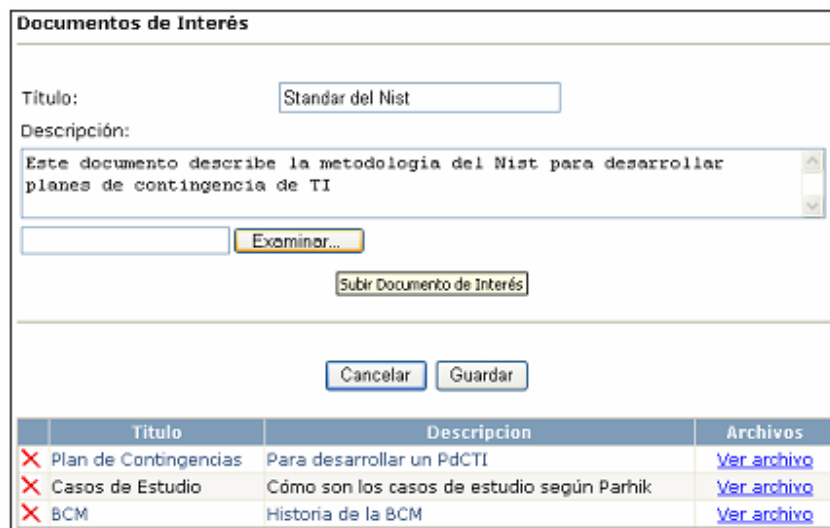 Documentos de Interés
Título: Standar del Nist
Descripción:
Este documento describe la metodología del Nist para desarrollar
planes de contingencia de TI
Examinar...
Subir Documento de Interés
Cancelar Guardar
Titulo Descripcion Archivos
Plan de Contingencias Para desarrollar un PdCTI Ver archivo
Casos de Estudio Cómo son los casos de estudio según Parhik Ver archivo
BCM Historia de la BCM Ver archivo